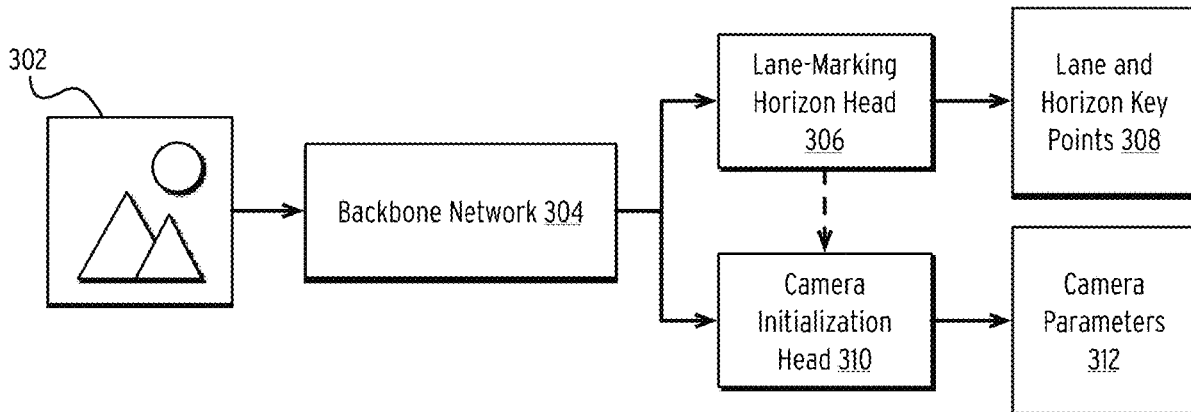 302
Backbone Network 304
Lane-Marking
Horizon Head
306
Lane and
Horizon Key
Points 308
Camera
Initialization
Head 310
Camera
Parameters
312